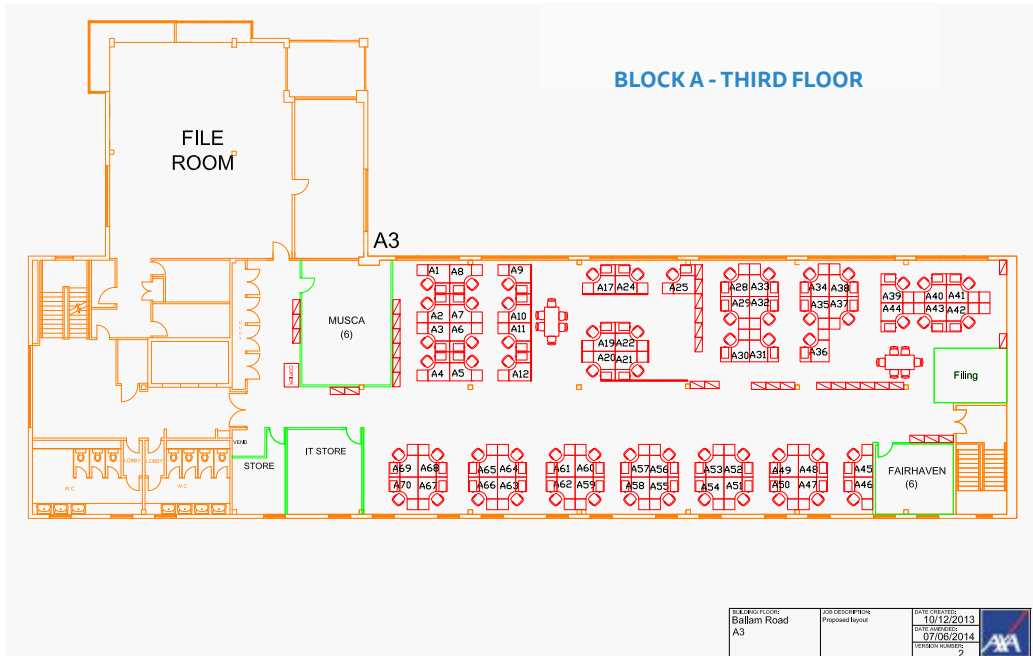 BLOCK A - THIRD FLOOR
FILE
ROOM
A3
A1 A8
A9
A17 A24
A25
A28 A33
A34 A38
A2 A7
A10
A29 A32
A35 A37
A39
A40 A41
A44
A43 A42
A3 A6
A11
A19 A22
A20 A21
A30 A31
A36
A4 A5
A12
MUSCA
(6)
COPIER
Filing
VEND
STORE
IT STORE
LOBBY
LOBBY
W.C
W.C
A69 A68
A65 A64
A61 A60
A57 A56
A53 A52
A49 A48
A45
A70 A67
A66 A63
A62 A59
A58 A55
A54 A51
A50 A47
A46
FAIRHAVEN
(6)
BUILDING/FLOOR:
Ballam Road
A3
JOB DESCRIPTION:
Proposed layout
DATE CREATED:
10/12/2013
DATE AMENDED:
07/06/2014
VERSION NUMBER:
2
AXA